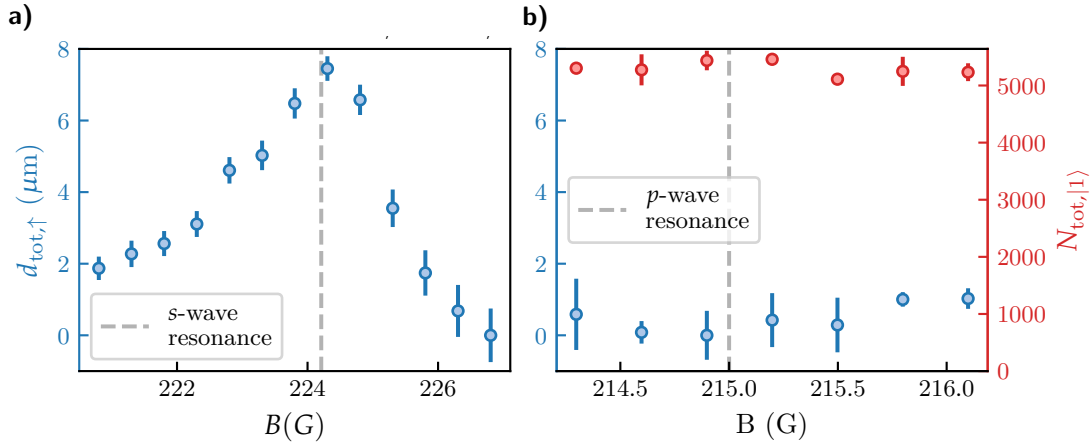 a)
b)
8
6
4
2
0
d_tot,↑ (μm)
s-wave
resonance
222
224
226
B(G)
8
6
4
2
0
p-wave
resonance
214.5
215.0
215.5
216.0
B (G)
5000
4000
3000
2000
1000
0
N_tot,|1⟩